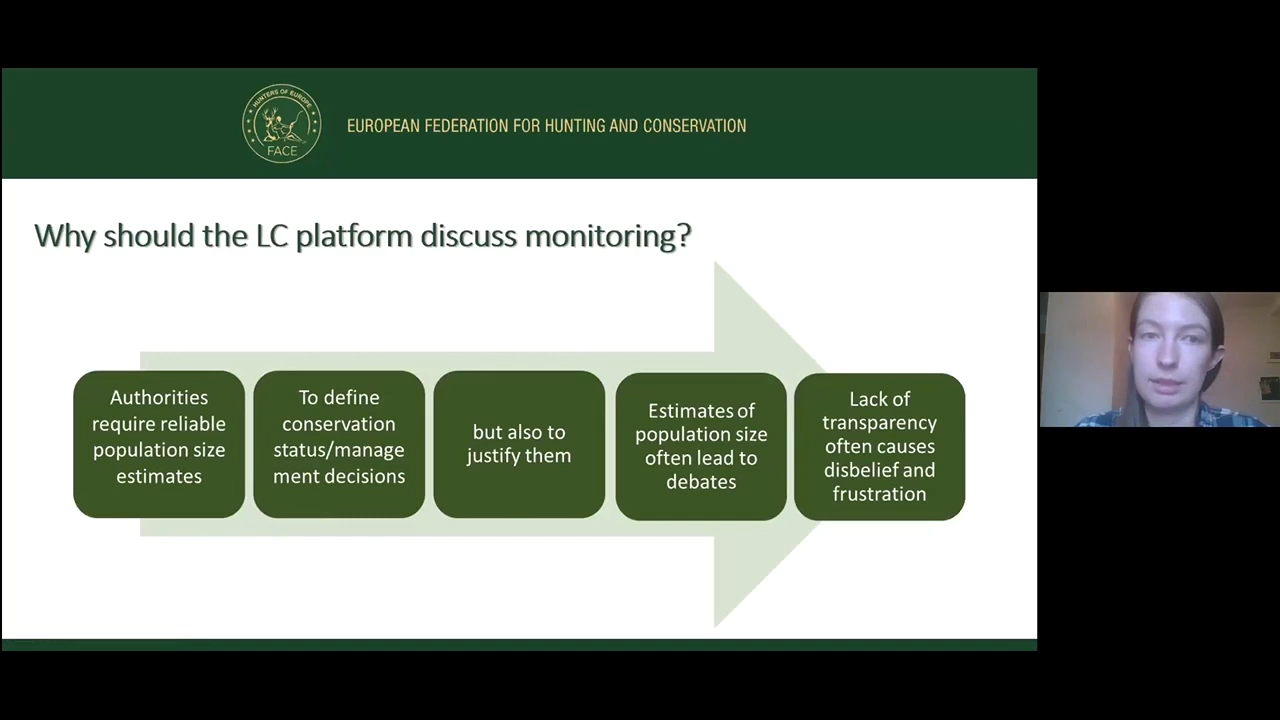 HUNTERS OF EUROPE
FACE
EUROPEAN FEDERATION FOR HUNTING AND CONSERVATION
Why should the LC platform discuss monitoring?
Authorities
require reliable
population size
estimates
To define
conservation
status/manage
ment decisions
but also to
justify them
Estimates of
population size
often lead to
debates
Lack of
transparency
often causes
disbelief and
frustration